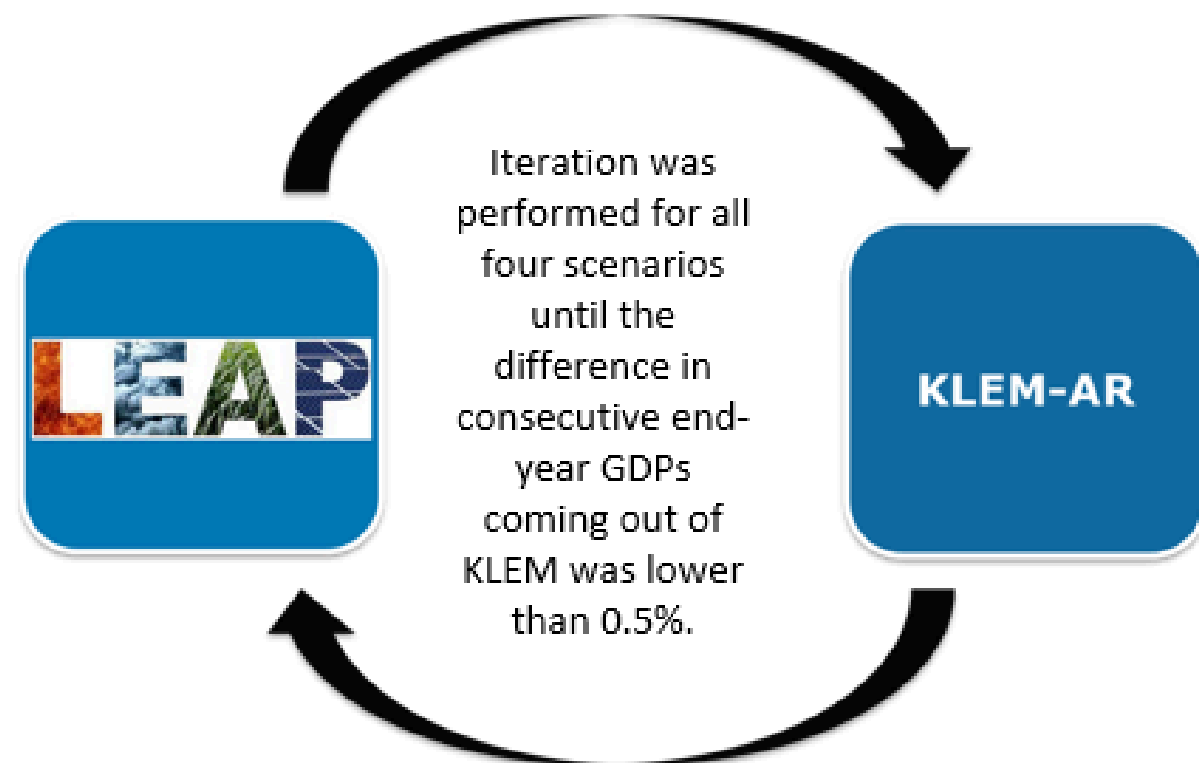 Iteration was
performed for all
four scenarios
until the
difference in
consecutive end-
year GDPs
coming out of
KLEM was lower
than 0.5%.
LEAP
KLEM-AR